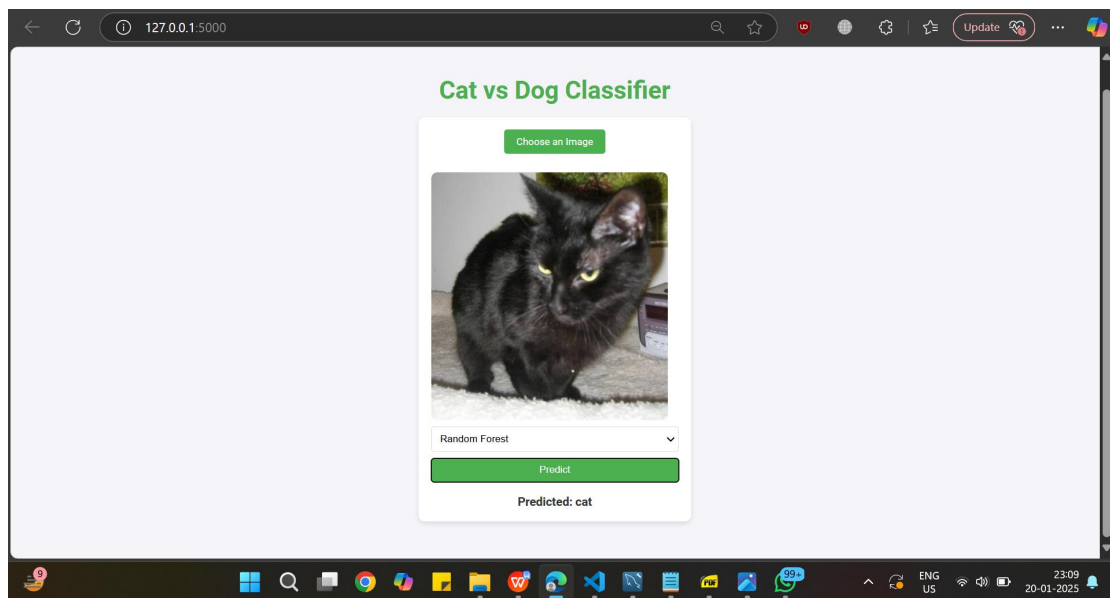 127.0.0.1:5000
Update
Cat vs Dog Classifier
Choose an Image
Random Forest
Predict
Predicted: cat
9
W
PDF
99+
ENG
US
23:09
20-01-2025